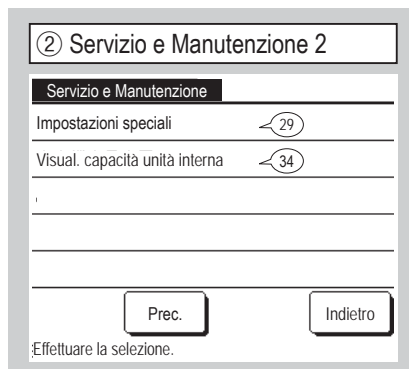 ② Servizio e Manutenzione 2
Servizio e Manutenzione
Impostazioni speciali 29
Visual. capacità unità interna 34
Prec. Indietro
Effettuare la selezione.